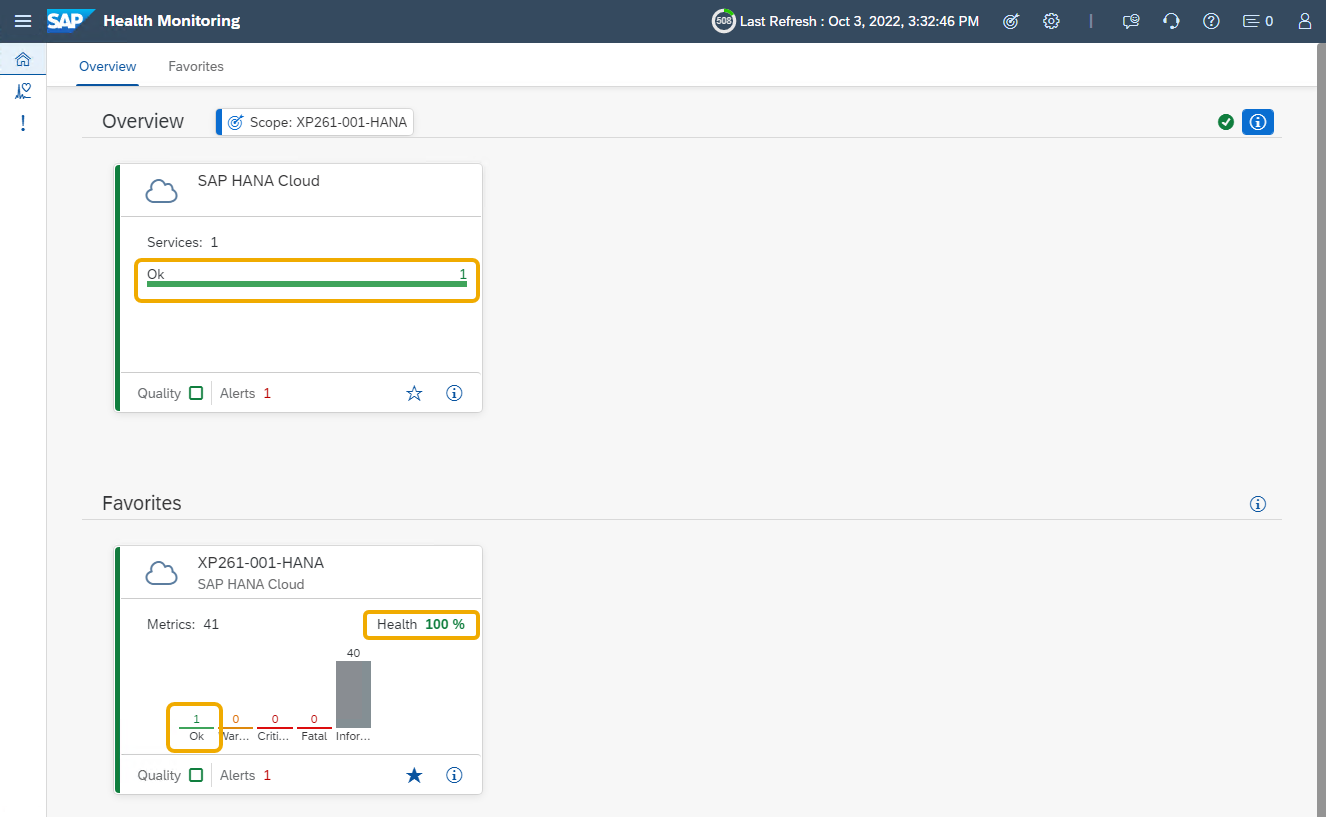 SAP Health Monitoring 508 Last Refresh : Oct 3, 2022, 3:32:46 PM | ? 0
Overview Favorites
Overview Scope: XP261-001-HANA
SAP HANA Cloud
Services: 1
Ok 1
Quality Alerts 1
Favorites
XP261-001-HANA
SAP HANA Cloud
Metrics: 41 Health 100 %
40
1 0 0 0
Ok War... Criti... Fatal Infor...
Quality Alerts 1